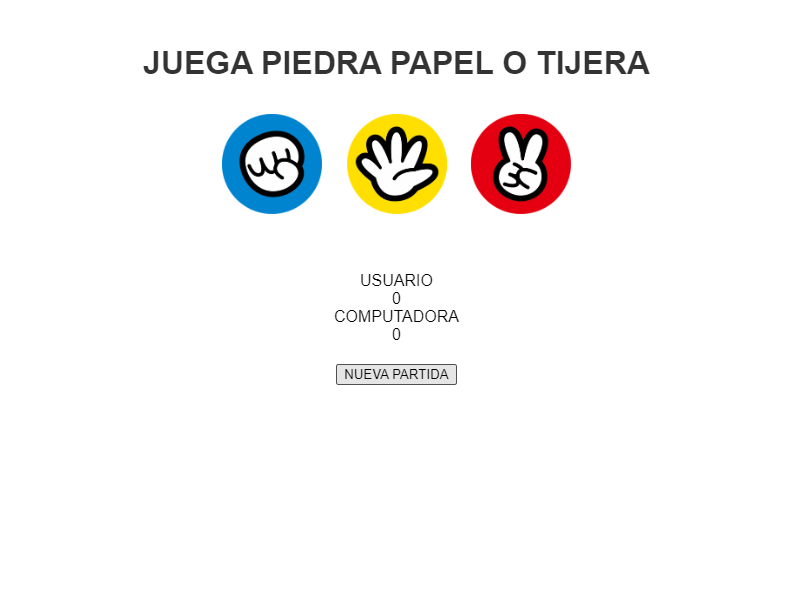 JUEGA PIEDRA PAPEL O TIJERA
USUARIO
0
COMPUTADORA
0
NUEVA PARTIDA